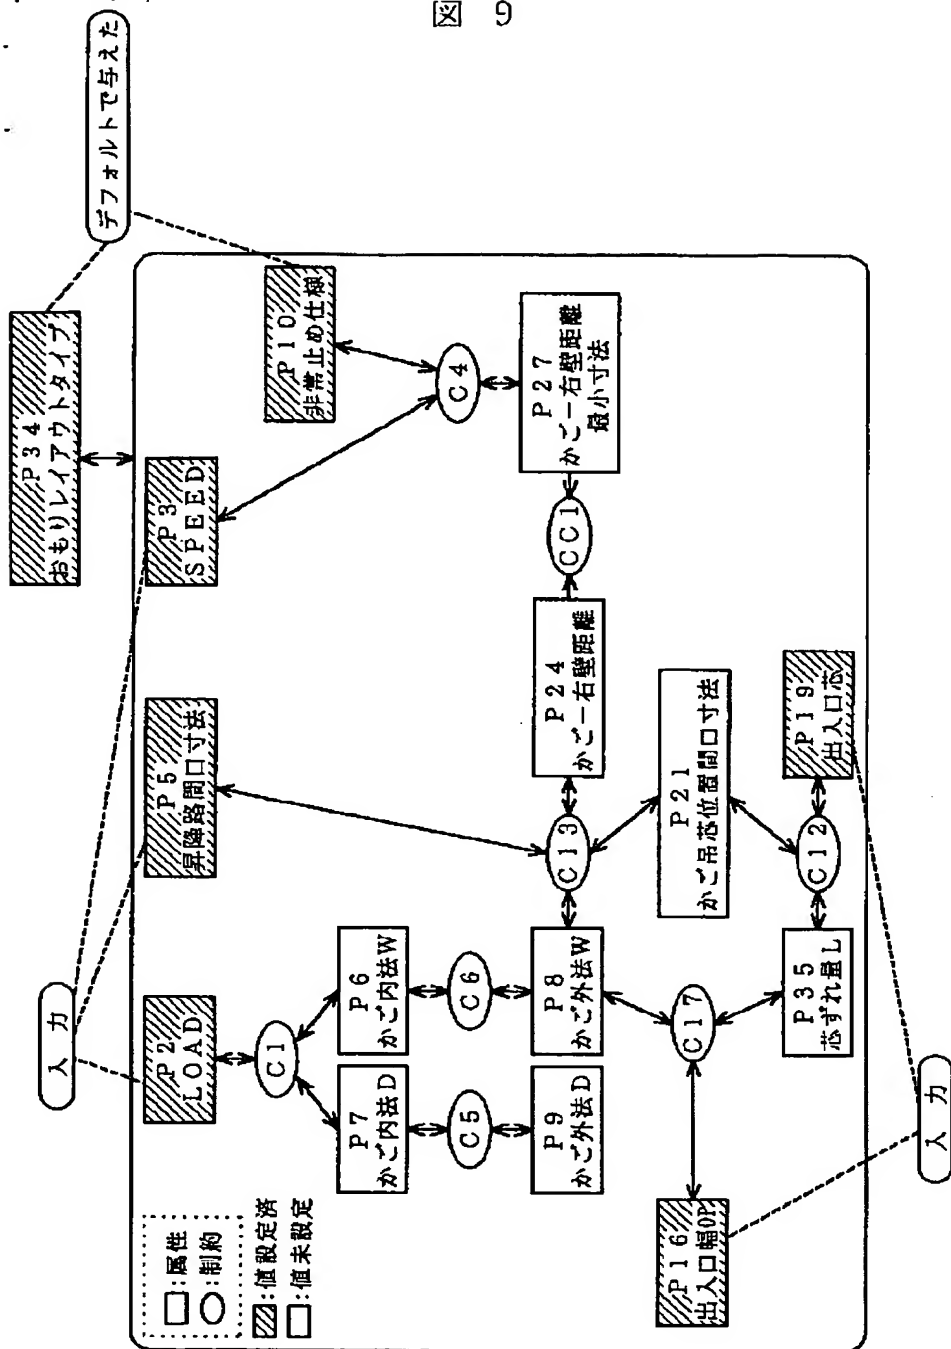 図 9
入 力
デフォルトで与えた
P34
おもりレイアウトタイプ
P2
LOAD
P5
昇降路間口寸法
P3
SPEED
P10
非常止め仕様
C1
C4
P7
かご内法D
P6
かご内法W
C5
C6
P9
かご外法D
P8
かご外法W
C13
P24
かごー右壁距離
CC1
P27
かごー右壁距離
最小寸法
P16
出入口幅OP
C17
P21
かご吊芯位置間口寸法
P35
芯ずれ量L
C12
P19
出入口芯
入 力
:属性
:制約
:値設定済
:値未設定